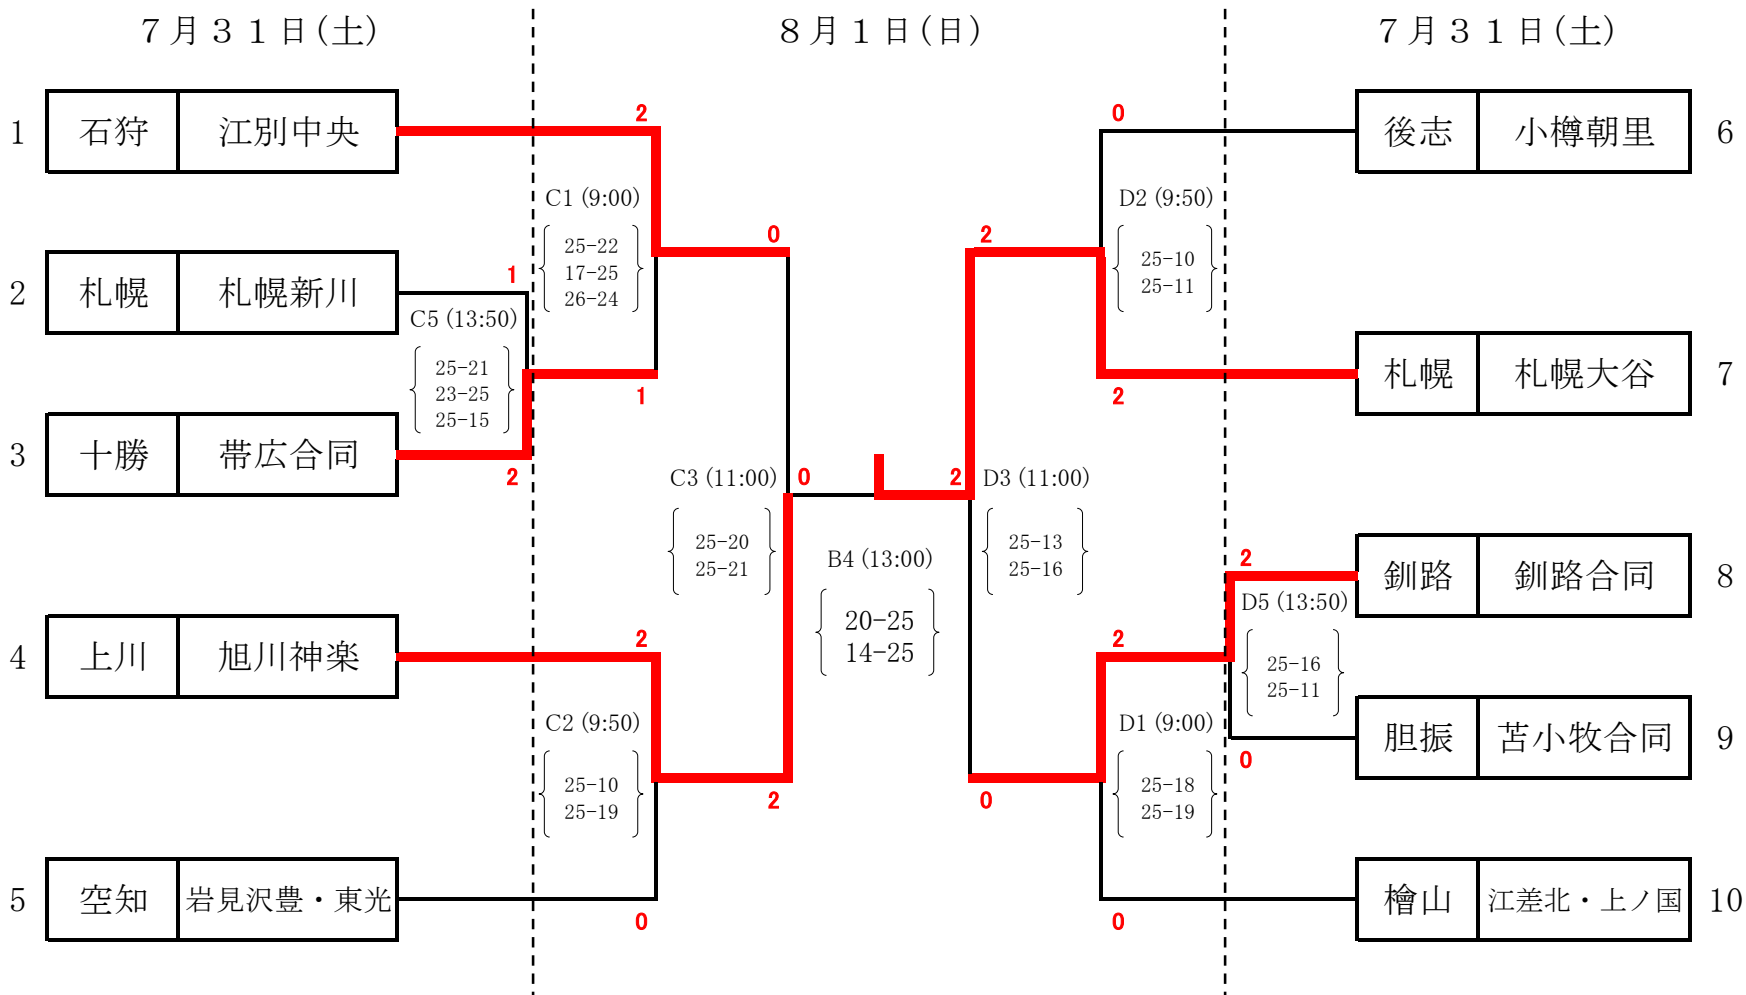 ７月３１日(土)
８月１日(日)
７月３１日(土)
1 石狩 江別中央
2
0
後志 小樽朝里 6
C1 (9:00)
25-22
17-25
26-24
0
2
D2 (9:50)
25-10
25-11
2 札幌 札幌新川
1
C5 (13:50)
25-21
23-25
25-15
1
2
札幌 札幌大谷 7
3 十勝 帯広合同
2
C3 (11:00)
25-20
25-21
0
2
D3 (11:00)
25-13
25-16
B4 (13:00)
20-25
14-25
2
釧路 釧路合同 8
D5 (13:50)
25-16
25-11
4 上川 旭川神楽
2
2
C2 (9:50)
25-10
25-19
D1 (9:00)
25-18
25-19
0
胆振 苫小牧合同 9
2
0
5 空知 岩見沢豊・東光
0
0
檜山 江差北・上ノ国 10